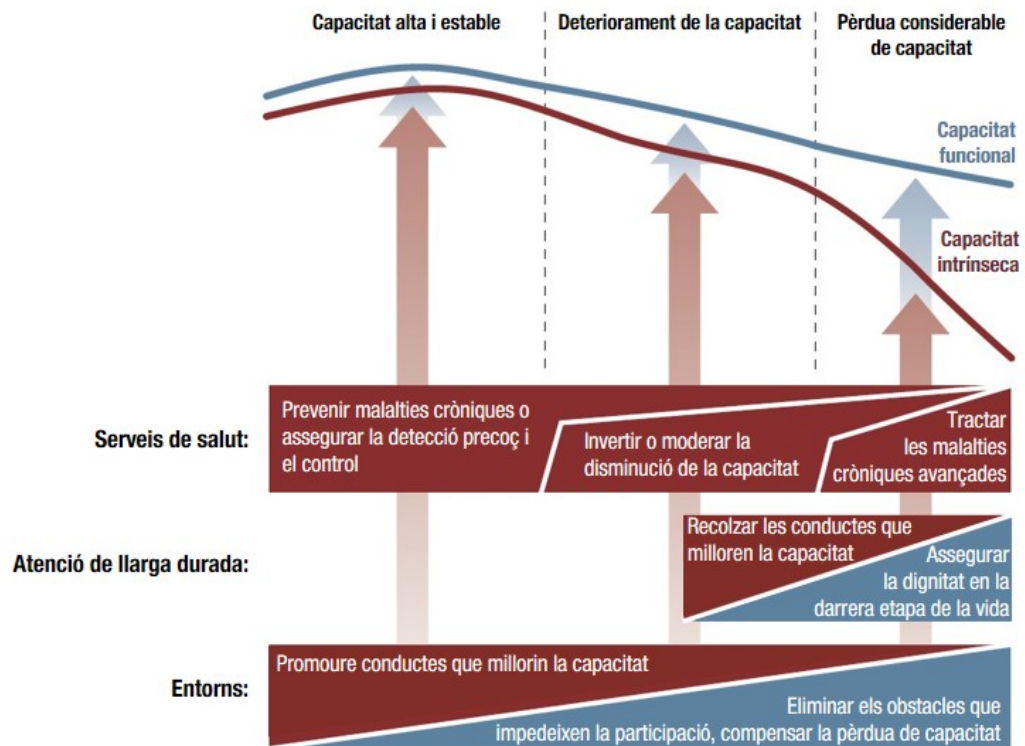 Capacitat alta i estable
Deteriorament de la capacitat
Pèrdua considerable
de capacitat
Capacitat
funcional
Capacitat
intrínseca
Serveis de salut:
Prevenir malalties cròniques o
assegurar la detecció precoç i
el control
Invertir o moderar la
disminució de la capacitat
Tractar
les malalties
cròniques avançades
Atenció de llarga durada:
Recolzar les conductes que
milloren la capacitat
Assegurar
la dignitat en la
darrera etapa de la vida
Entorns:
Promoure conductes que millorin la capacitat
Eliminar els obstacles que
impedeixen la participació, compensar la pèrdua de capacitat